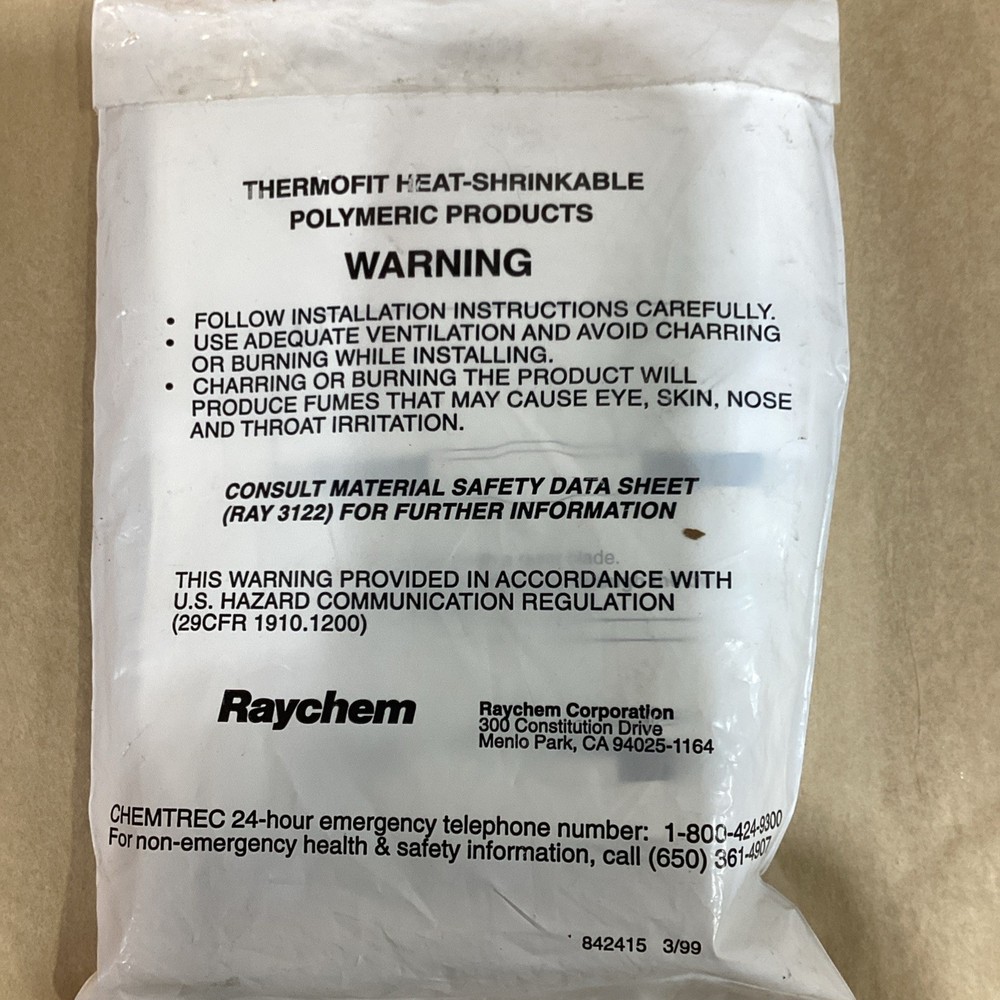 THERMOFIT HEAT-SHRINKABLE
POLYMERIC PRODUCTS
WARNING
• FOLLOW INSTALLATION INSTRUCTIONS CAREFULLY.
• USE ADEQUATE VENTILATION AND AVOID CHARRING
OR BURNING WHILE INSTALLING.
• CHARRING OR BURNING THE PRODUCT WILL
PRODUCE FUMES THAT MAY CAUSE EYE, SKIN, NOSE
AND THROAT IRRITATION.
CONSULT MATERIAL SAFETY DATA SHEET
(RAY 3122) FOR FURTHER INFORMATION
blade.
THIS WARNING PROVIDED IN ACCORDANCE WITH
U.S. HAZARD COMMUNICATION REGULATION
(29CFR 1910.1200)
Raychem
Raychem Corporation
300 Constitution Drive
Menlo Park, CA 94025-1164
CHEMTREC 24-hour emergency telephone number: 1-800-424-9300
For non-emergency health & safety information, call (650) 361-4907
842415 3/99